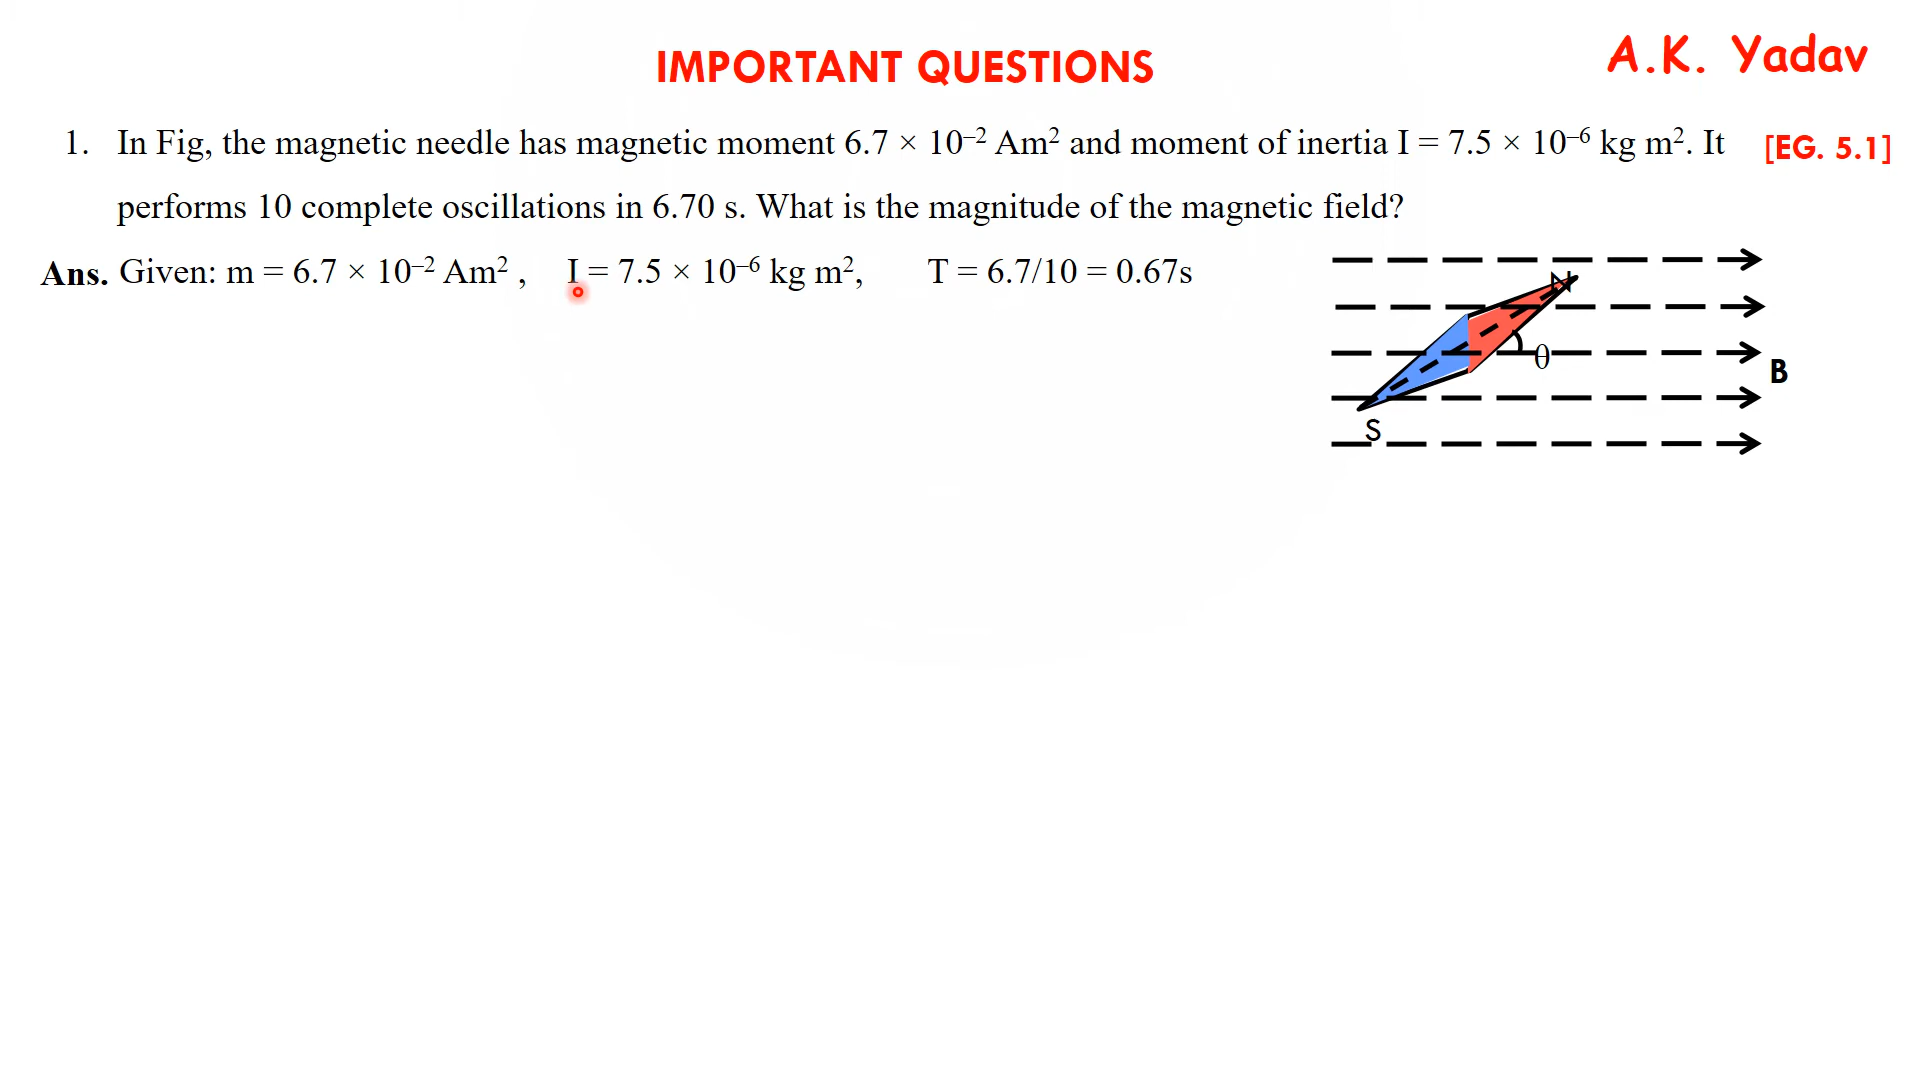 IMPORTANT QUESTIONS
A.K. Yadav
1. In Fig, the magnetic needle has magnetic moment 6.7 × 10⁻² Am² and moment of inertia I = 7.5 × 10⁻⁶ kg m². It [EG. 5.1]
performs 10 complete oscillations in 6.70 s. What is the magnitude of the magnetic field?
Ans. Given: m = 6.7 × 10⁻² Am² , I = 7.5 × 10⁻⁶ kg m², T = 6.7/10 = 0.67s
N
θ
B
S